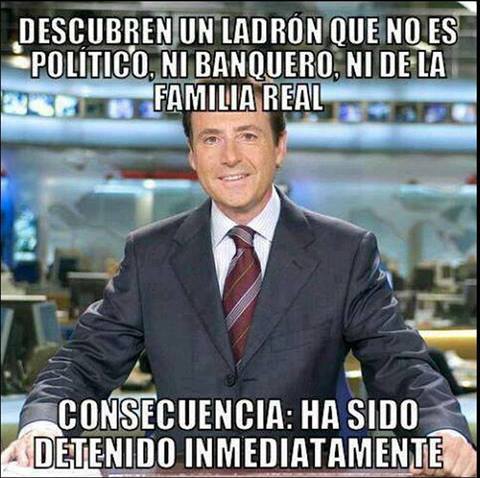 DESCUBREN UN LADRÓN QUE NO ES
POLÍTICO, NI BANQUERO, NI DE LA
FAMILIA REAL
CONSECUENCIA: HA SIDO
DETENIDO INMEDIATAMENTE